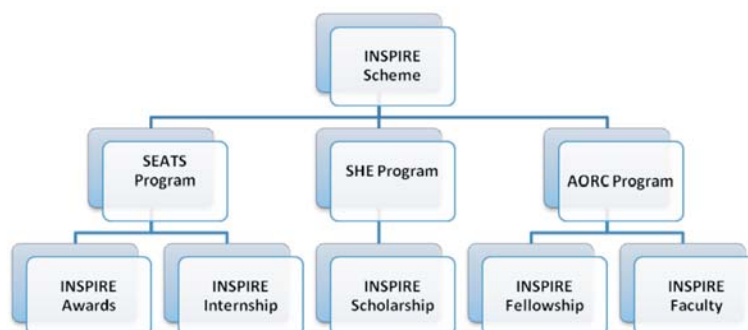 INSPIRE
Scheme
SEATS
Program
SHE Program
AORC Program
INSPIRE
Awards
INSPIRE
Internship
INSPIRE
Scholarship
INSPIRE
Fellowship
INSPIRE
Faculty